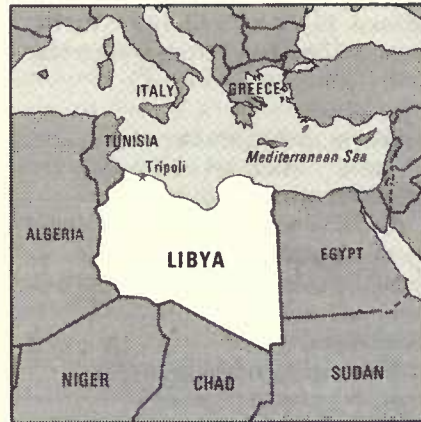 ITALY
GREECE
TUNISIA
Mediterranean Sea
Tripoli
ALGERIA
LIBYA
EGYPT
NIGER
CHAD
SUDAN